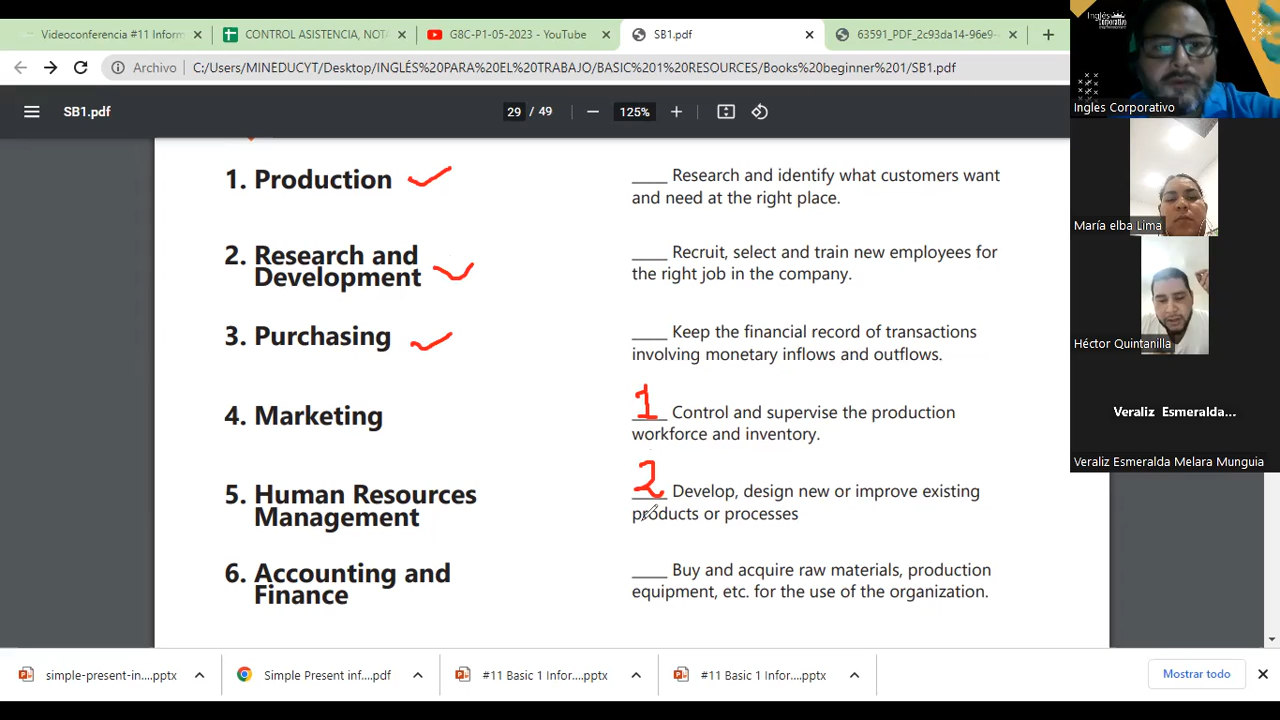 Videoconferencia #11 Inform
CONTROL ASISTENCIA, NOT
G8C-P1-05-2023 - YouTube
SB1.pdf
63591_PDF_2c93da14-96e9-
Archivo
C:/Users/MINEDUCYT/Desktop/INGLÉS%20PARA%20EL%20TRABAJO/BASIC%201%20RESOURCES/Books%20beginner%201/SB1.pdf
SB1.pdf
29 / 49
125%
1. Production
____ Research and identify what customers want
and need at the right place.
2. Research and
Development
____ Recruit, select and train new employees for
the right job in the company.
3. Purchasing
____ Keep the financial record of transactions
involving monetary inflows and outflows.
4. Marketing
1 Control and supervise the production
workforce and inventory.
5. Human Resources
Management
2 Develop, design new or improve existing
products or processes
6. Accounting and
Finance
____ Buy and acquire raw materials, production
equipment, etc. for the use of the organization.
Inglés
Corporativo
Ingles Corporativo
María elba Lima
Héctor Quintanilla
Veraliz Esmeralda...
Veraliz Esmeralda Melara Munguia
simple-present-in....pptx
Simple Present inf....pdf
#11 Basic 1 Infor....pptx
#11 Basic 1 Infor....pptx
Mostrar todo